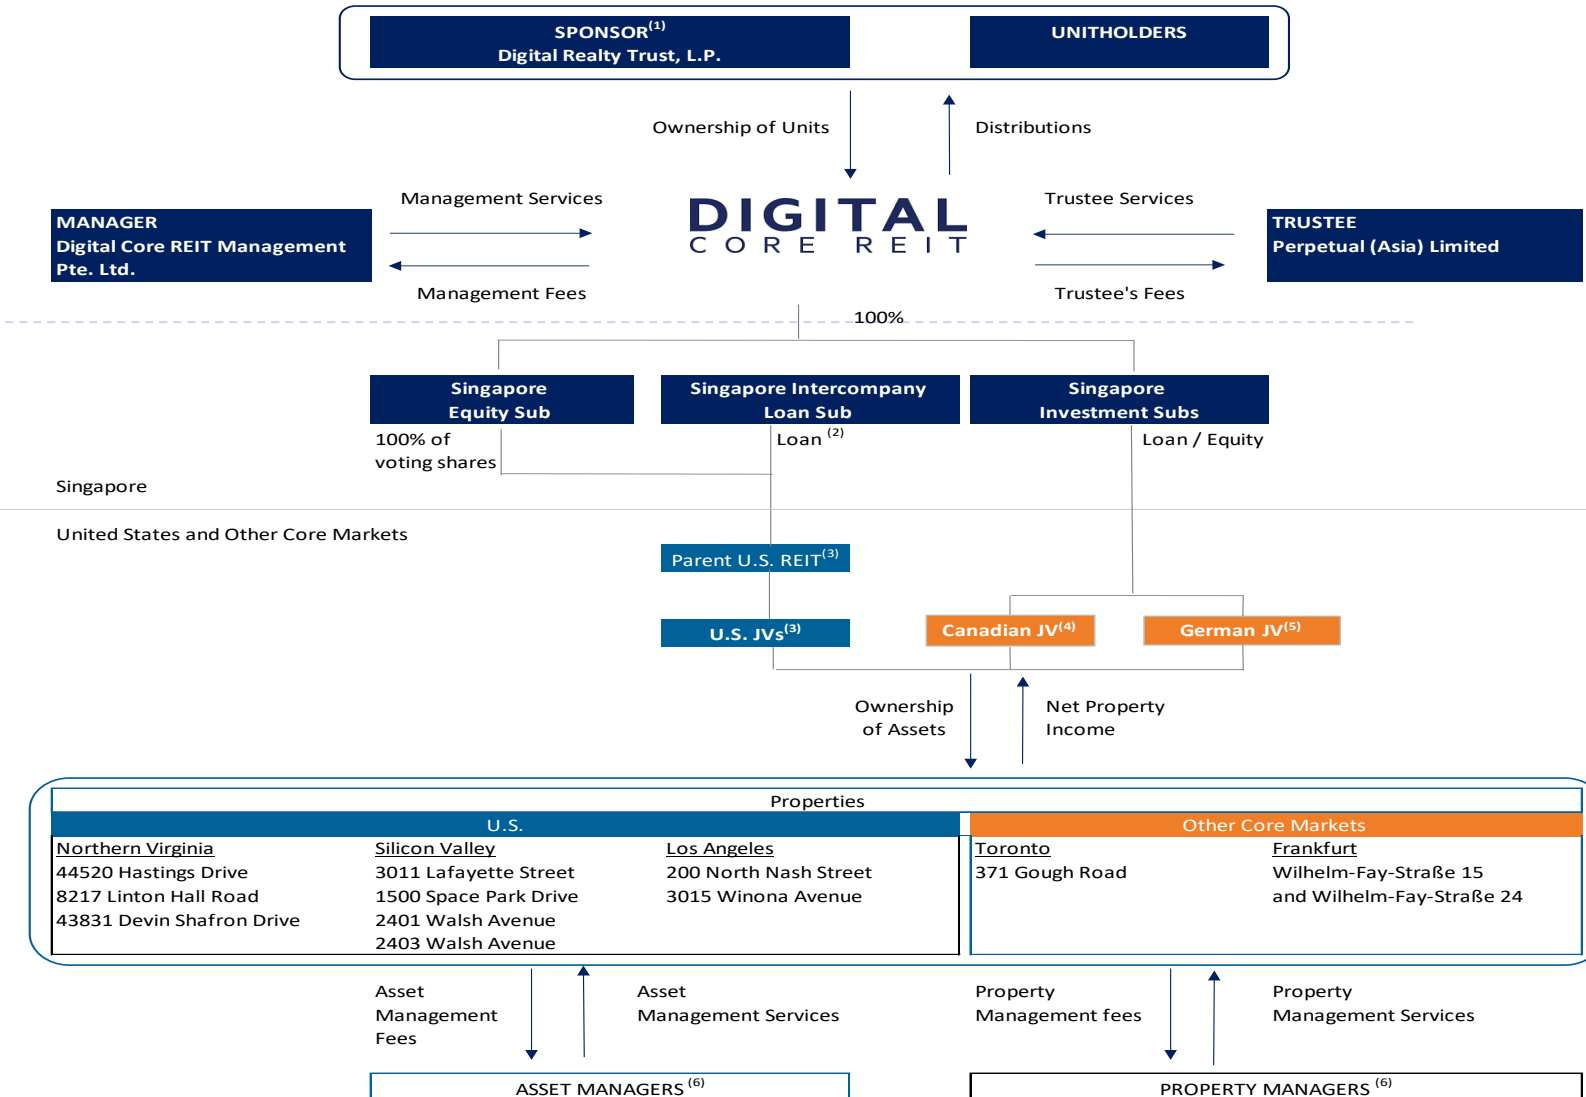 SPONSOR(1)
Digital Realty Trust, L.P.
UNITHOLDERS
Ownership of Units
Distributions
Management Services
Trustee Services
MANAGER
Digital Core REIT Management
Pte. Ltd.
DIGITAL
CORE REIT
TRUSTEE
Perpetual (Asia) Limited
Management Fees
Trustee's Fees
100%
Singapore
Equity Sub
Singapore Intercompany
Loan Sub
Singapore
Investment Subs
100% of
voting shares
Loan (2)
Loan / Equity
Singapore
United States and Other Core Markets
Parent U.S. REIT(3)
U.S. JVs(3)
Canadian JV(4)
German JV(5)
Ownership
of Assets
Net Property
Income
Properties
U.S.
Other Core Markets
Northern Virginia
44520 Hastings Drive
8217 Linton Hall Road
43831 Devin Shafron Drive
Silicon Valley
3011 Lafayette Street
1500 Space Park Drive
2401 Walsh Avenue
2403 Walsh Avenue
Los Angeles
200 North Nash Street
3015 Winona Avenue
Toronto
371 Gough Road
Frankfurt
Wilhelm-Fay-Straße 15
and Wilhelm-Fay-Straße 24
Asset
Management
Fees
Asset
Management Services
Property
Management fees
Property
Management Services
ASSET MANAGERS (6)
PROPERTY MANAGERS (6)